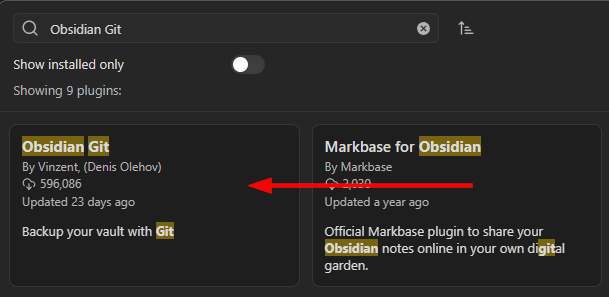 Obsidian Git
Show installed only
Showing 9 plugins:
Obsidian Git
By Vinzent, (Denis Olehov)
596,086
Updated 23 days ago
Backup your vault with Git
Markbase for Obsidian
By Markbase
2,030
Updated a year ago
Official Markbase plugin to share your
Obsidian notes online in your own digital
garden.